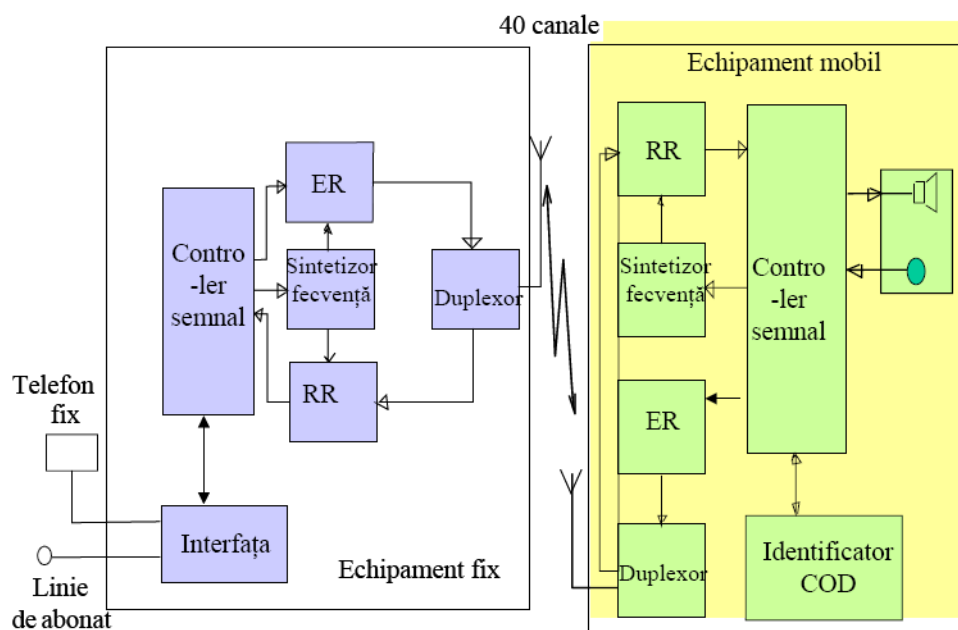 40 canale
Echipament mobil
ER
Contro
-ler
semnal
Sintetizor
fecvență
Duplexor
RR
Telefon
fix
Interfața
Linie
de abonat
Echipament fix
RR
Sintetizor
fecvență
Contro
-ler
semnal
ER
Duplexor
Identificator
COD